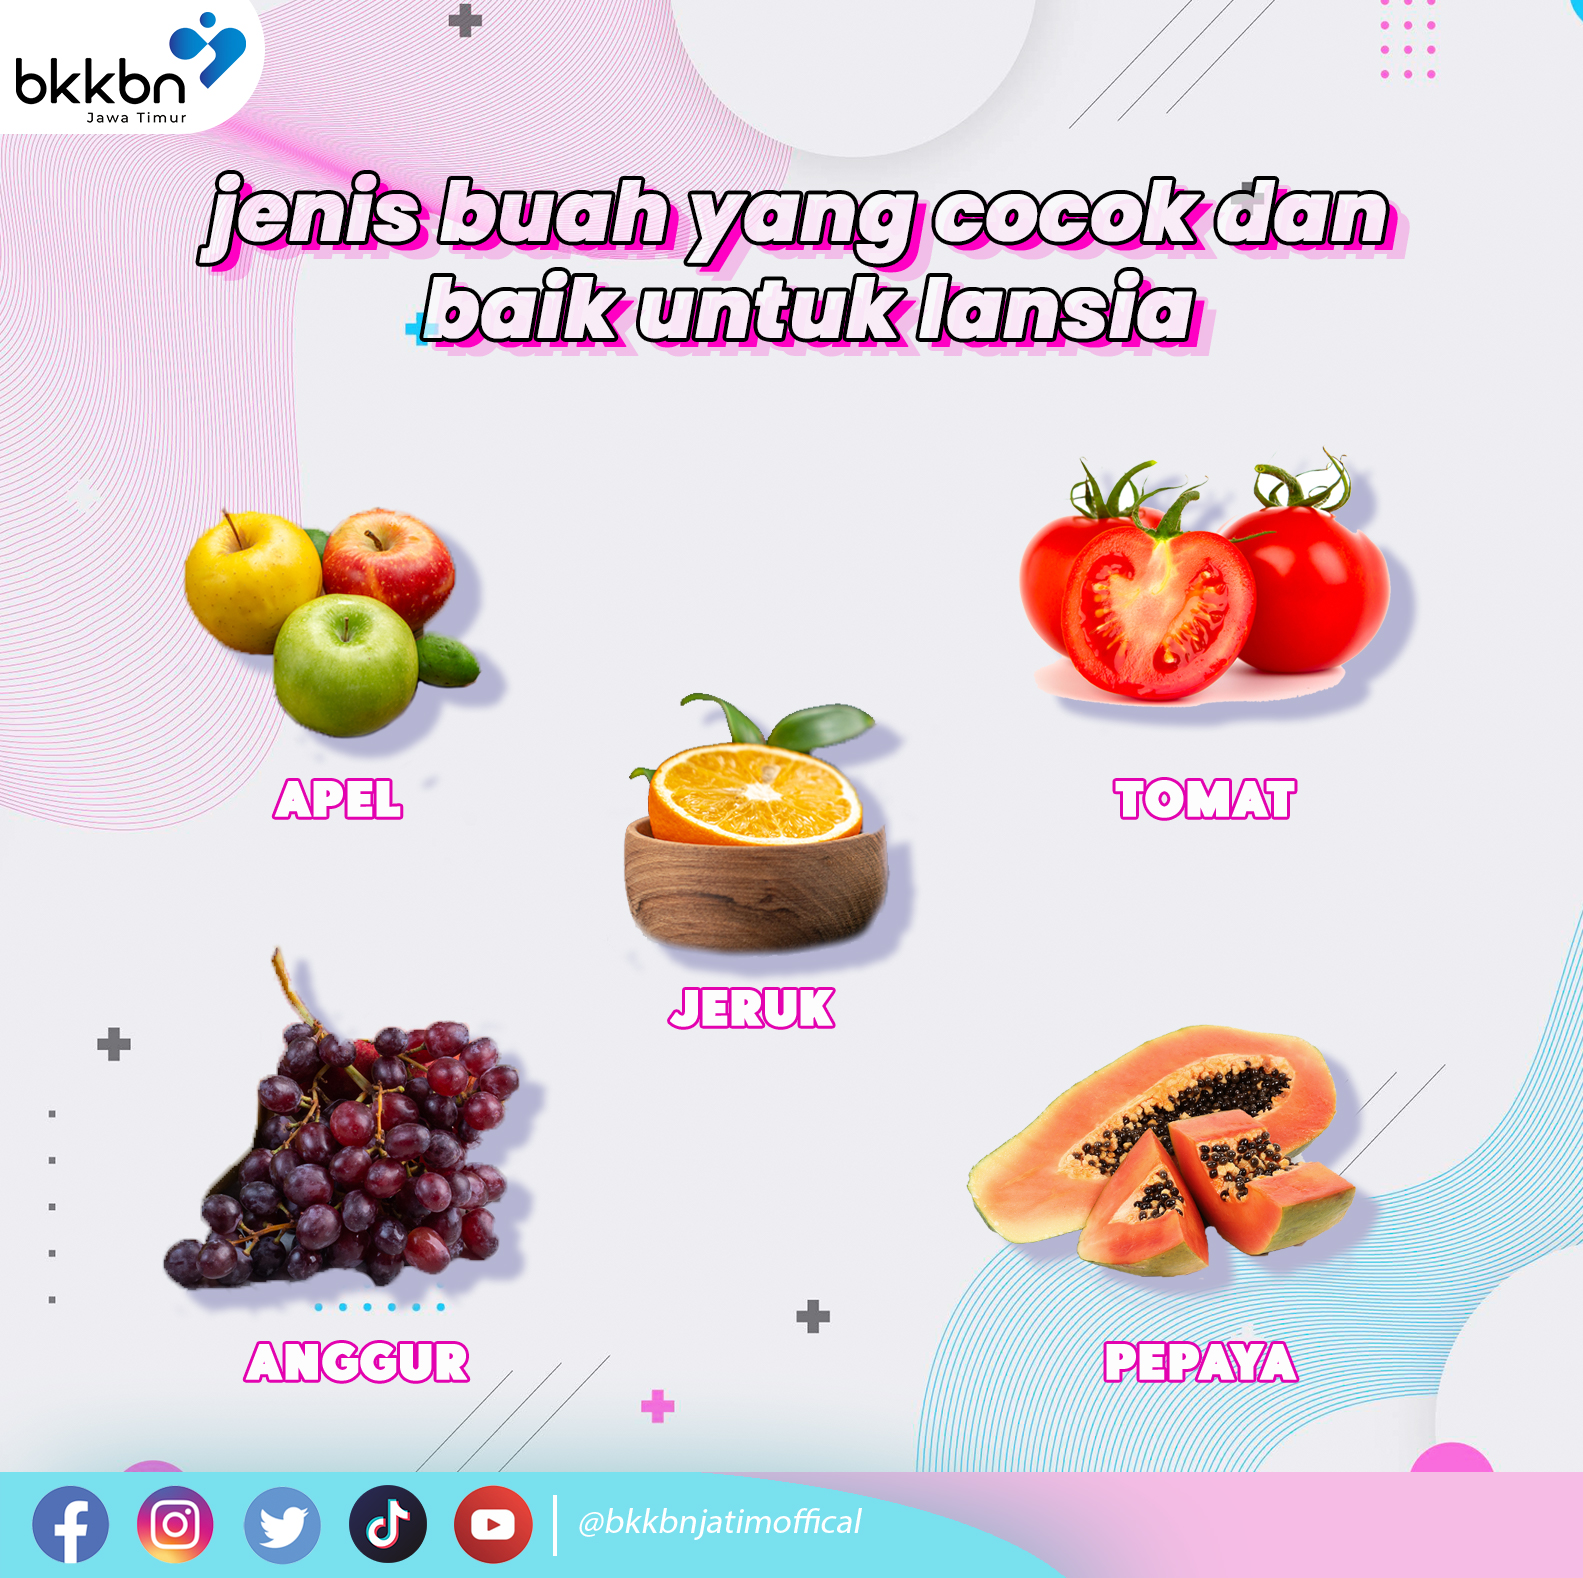 bkkbn
Jawa Timur
jenis buah yang cocok dan
baik untuk lansia
APEL
TOMAT
JERUK
ANGGUR
PEPAYA
@bkkbnjatimoffical